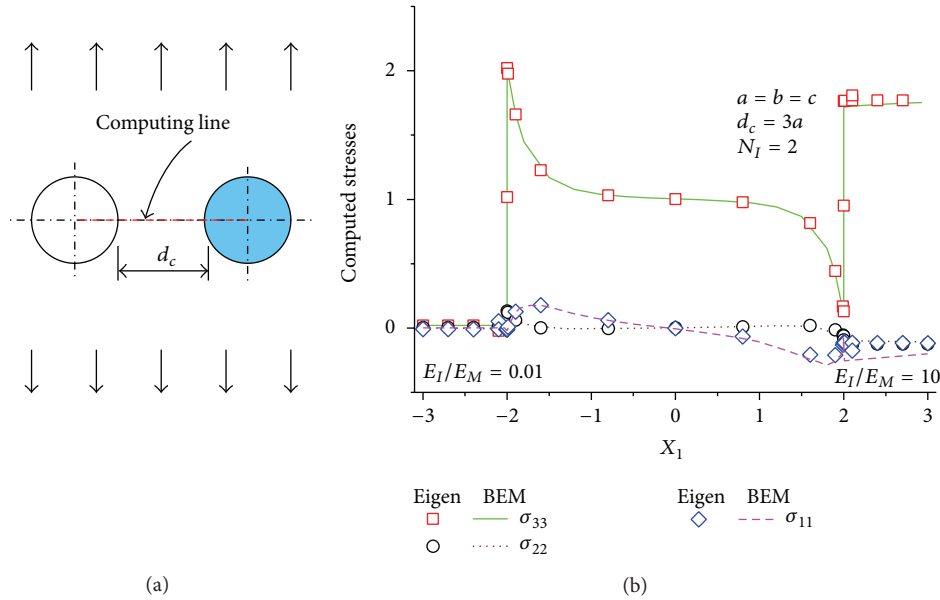 Computing line
d_c
(a)
Computed stresses
2
1
0
a = b = c
d_c = 3a
N_I = 2
E_I/E_M = 0.01
E_I/E_M = 10
−3 −2 −1 0 1 2 3
X_1
Eigen BEM Eigen BEM
σ_33 σ_11
σ_22
(b)